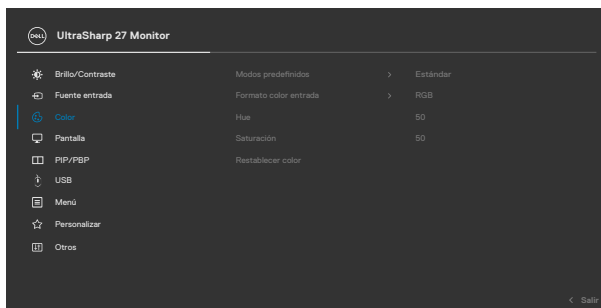 DELL UltraSharp 27 Monitor
Brillo/Contraste Modos predefinidos > Estándar
Fuente entrada Formato color entrada > RGB
Color Hue 50
Pantalla Saturación 50
PIP/PBP Restablecer color
USB
Menú
Personalizar
Otros
< Salir